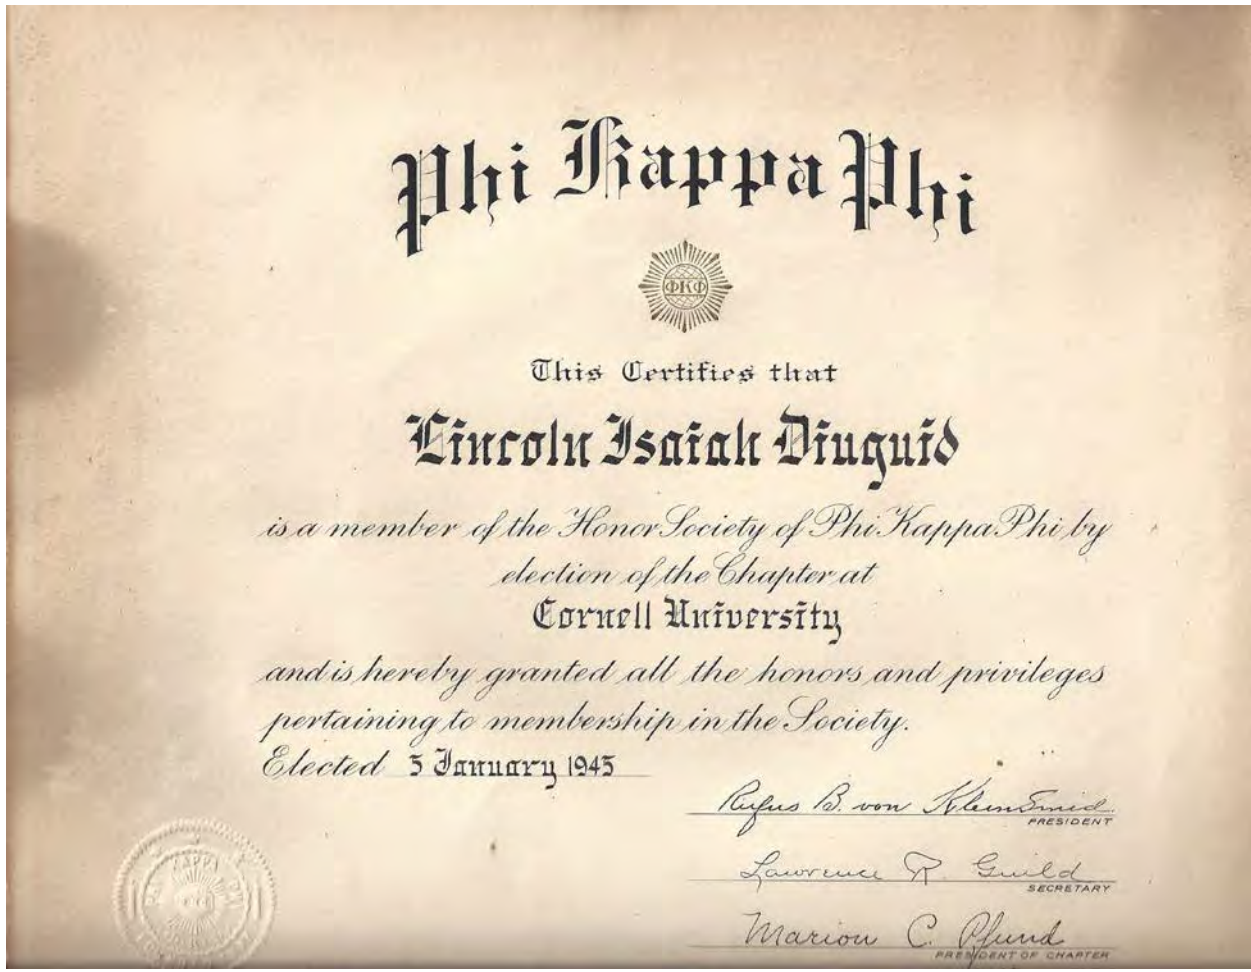 Phi Kappa Phi
ΦΚΦ
This Certifies that
Lincoln Isaiah Diuguid
is a member of the Honor Society of Phi Kappa Phi by
election of the Chapter at
Cornell University
and is hereby granted all the honors and privileges
pertaining to membership in the Society.
Elected 5 January 1945
Rufus B. von KleinSmid
PRESIDENT
Lawrence R. Guild
SECRETARY
Marion C. Pfund
PRESIDENT OF CHAPTER
PHI KAPPA PHI